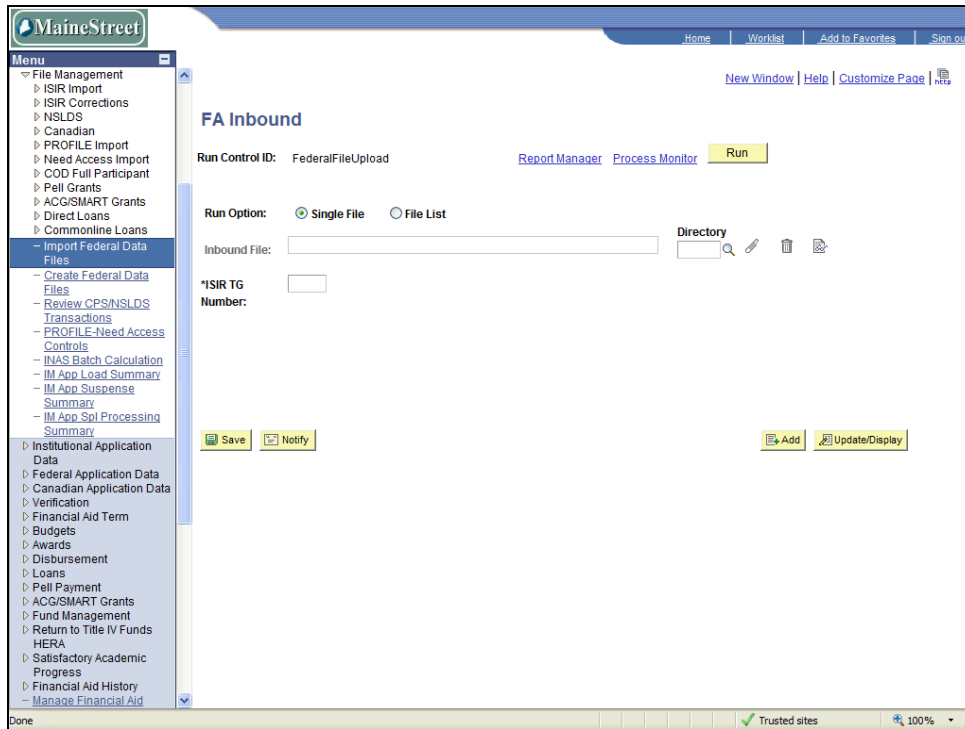 MaineStreet
Home Worklist Add to Favorites Sign ou
Menu
File Management
ISIR Import
ISIR Corrections
NSLDS
Canadian
PROFILE Import
Need Access Import
COD Full Participant
Pell Grants
ACG/SMART Grants
Direct Loans
Commonline Loans
Import Federal Data
Files
Create Federal Data
Files
Review CPS/NSLDS
Transactions
PROFILE-Need Access
Controls
INAS Batch Calculation
IM App Load Summary
IM App Suspense
Summary
IM App Spl Processing
Summary
Institutional Application
Data
Federal Application Data
Canadian Application Data
Verification
Financial Aid Term
Budgets
Awards
Disbursement
Loans
Pell Payment
ACG/SMART Grants
Fund Management
Return to Title IV Funds
HERA
Satisfactory Academic
Progress
Financial Aid History
Manage Financial Aid
New Window | Help | Customize Page | http
FA Inbound
Run Control ID: FederalFileUpload Report Manager Process Monitor Run
Run Option: Single File File List
Directory
Inbound File:
*ISIR TG
Number:
Save Notify Add Update/Display
Done Trusted sites 100%